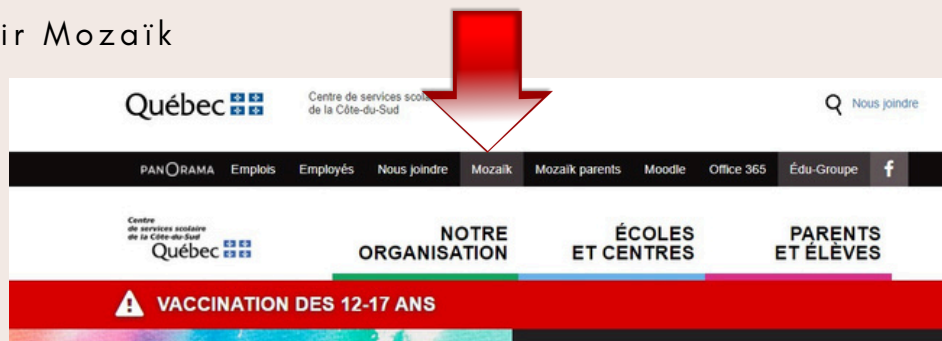 ir Mozaïk
Québec
Centre de services
de la Côte-du-Sud
Nous joindre
PANORAMA Emplois Employés Nous joindre Mozaïk Mozaïk parents Moodle Office 365 Édu-Groupe f
Centre
de services scolaire
de la Côte-du-Sud
Québec
NOTRE
ORGANISATION
ÉCOLES
ET CENTRES
PARENTS
ET ÉLÈVES
VACCINATION DES 12-17 ANS